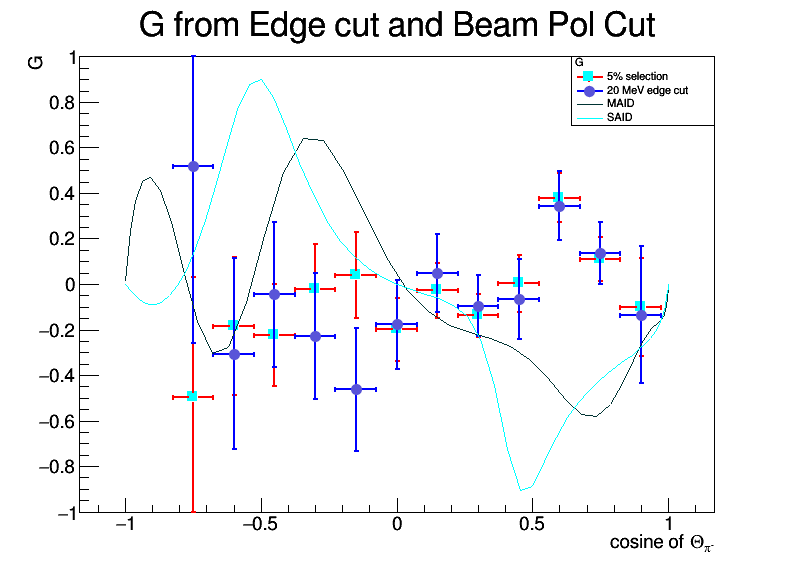 G from Edge cut and Beam Pol Cut
G
1
0.8
0.6
0.4
0.2
0
−0.2
−0.4
−0.6
−0.8
−1
G
5% selection
20 MeV edge cut
MAID
SAID
−1 −0.5 0 0.5 1
cosine of Θπ-